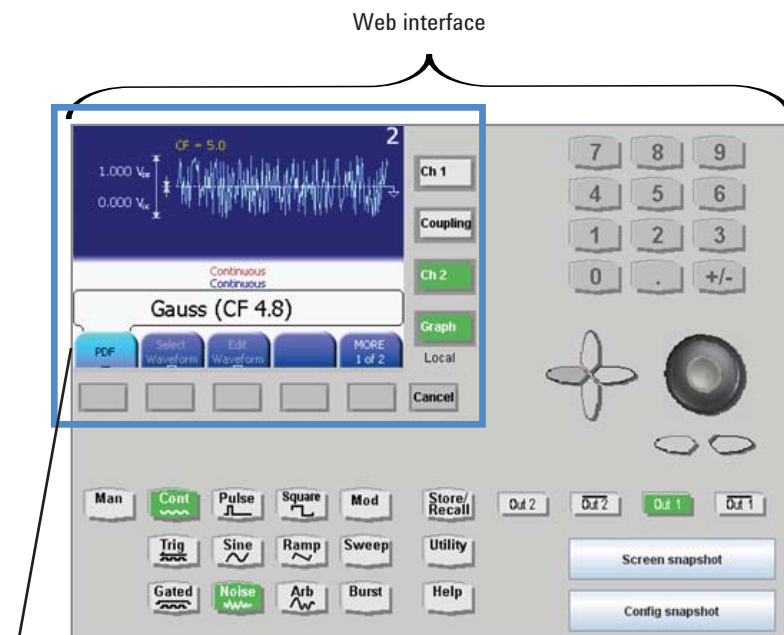 Web interface
CF = 5.0
2
1.000 Vpp
0.000 Vdc
Continuous
Continuous
Gauss (CF 4.8)
PDF
Select Waveform
Edit Waveform
MORE
1 of 2
Ch 1
Coupling
Ch 2
Graph
Local
Cancel
7 8 9
4 5 6
1 2 3
0 . +/-
Man Cont Pulse Square Mod
Store/
Recall
Out 2 Out 2 Out 1 Out 1
Trig Sine Ramp Sweep Utility
Screen snapshot
Gated Noise Arb Burst Help
Config snapshot